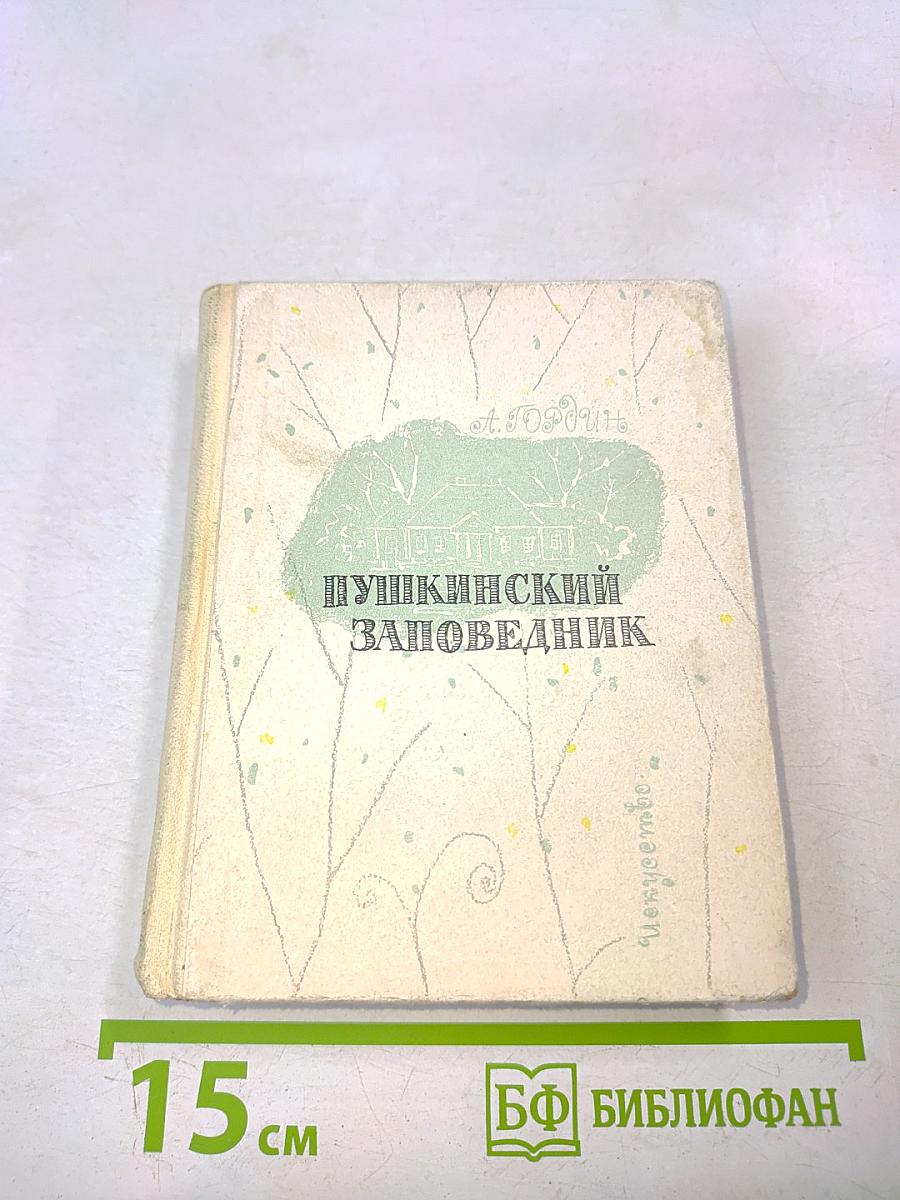 А. ГОРДИН
ПУШКИНСКИЙ
ЗАПОВЕДНИК
Искусство
15 см
БФ БИБЛИОФАН